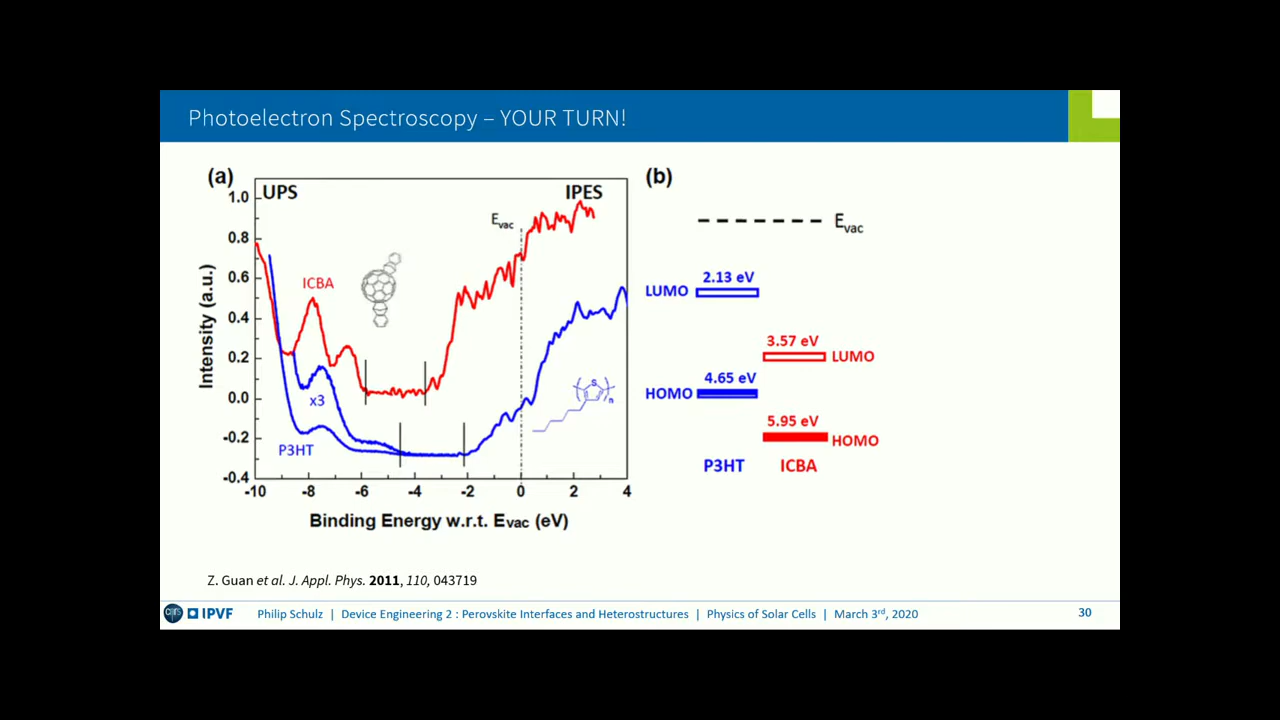 Photoelectron Spectroscopy – YOUR TURN!
(a)
UPS
IPES
1.0
0.8
0.6
0.4
0.2
0.0
-0.2
-0.4
Intensity (a.u.)
Evac
ICBA
x3
P3HT
S
n
-10 -8 -6 -4 -2 0 2 4
Binding Energy w.r.t. Evac (eV)
(b)
Evac
2.13 eV
LUMO
3.57 eV
LUMO
4.65 eV
HOMO
5.95 eV
HOMO
P3HT ICBA
Z. Guan et al. J. Appl. Phys. 2011, 110, 043719
cnrs IPVF Philip Schulz | Device Engineering 2 : Perovskite Interfaces and Heterostructures | Physics of Solar Cells | March 3rd, 2020 30